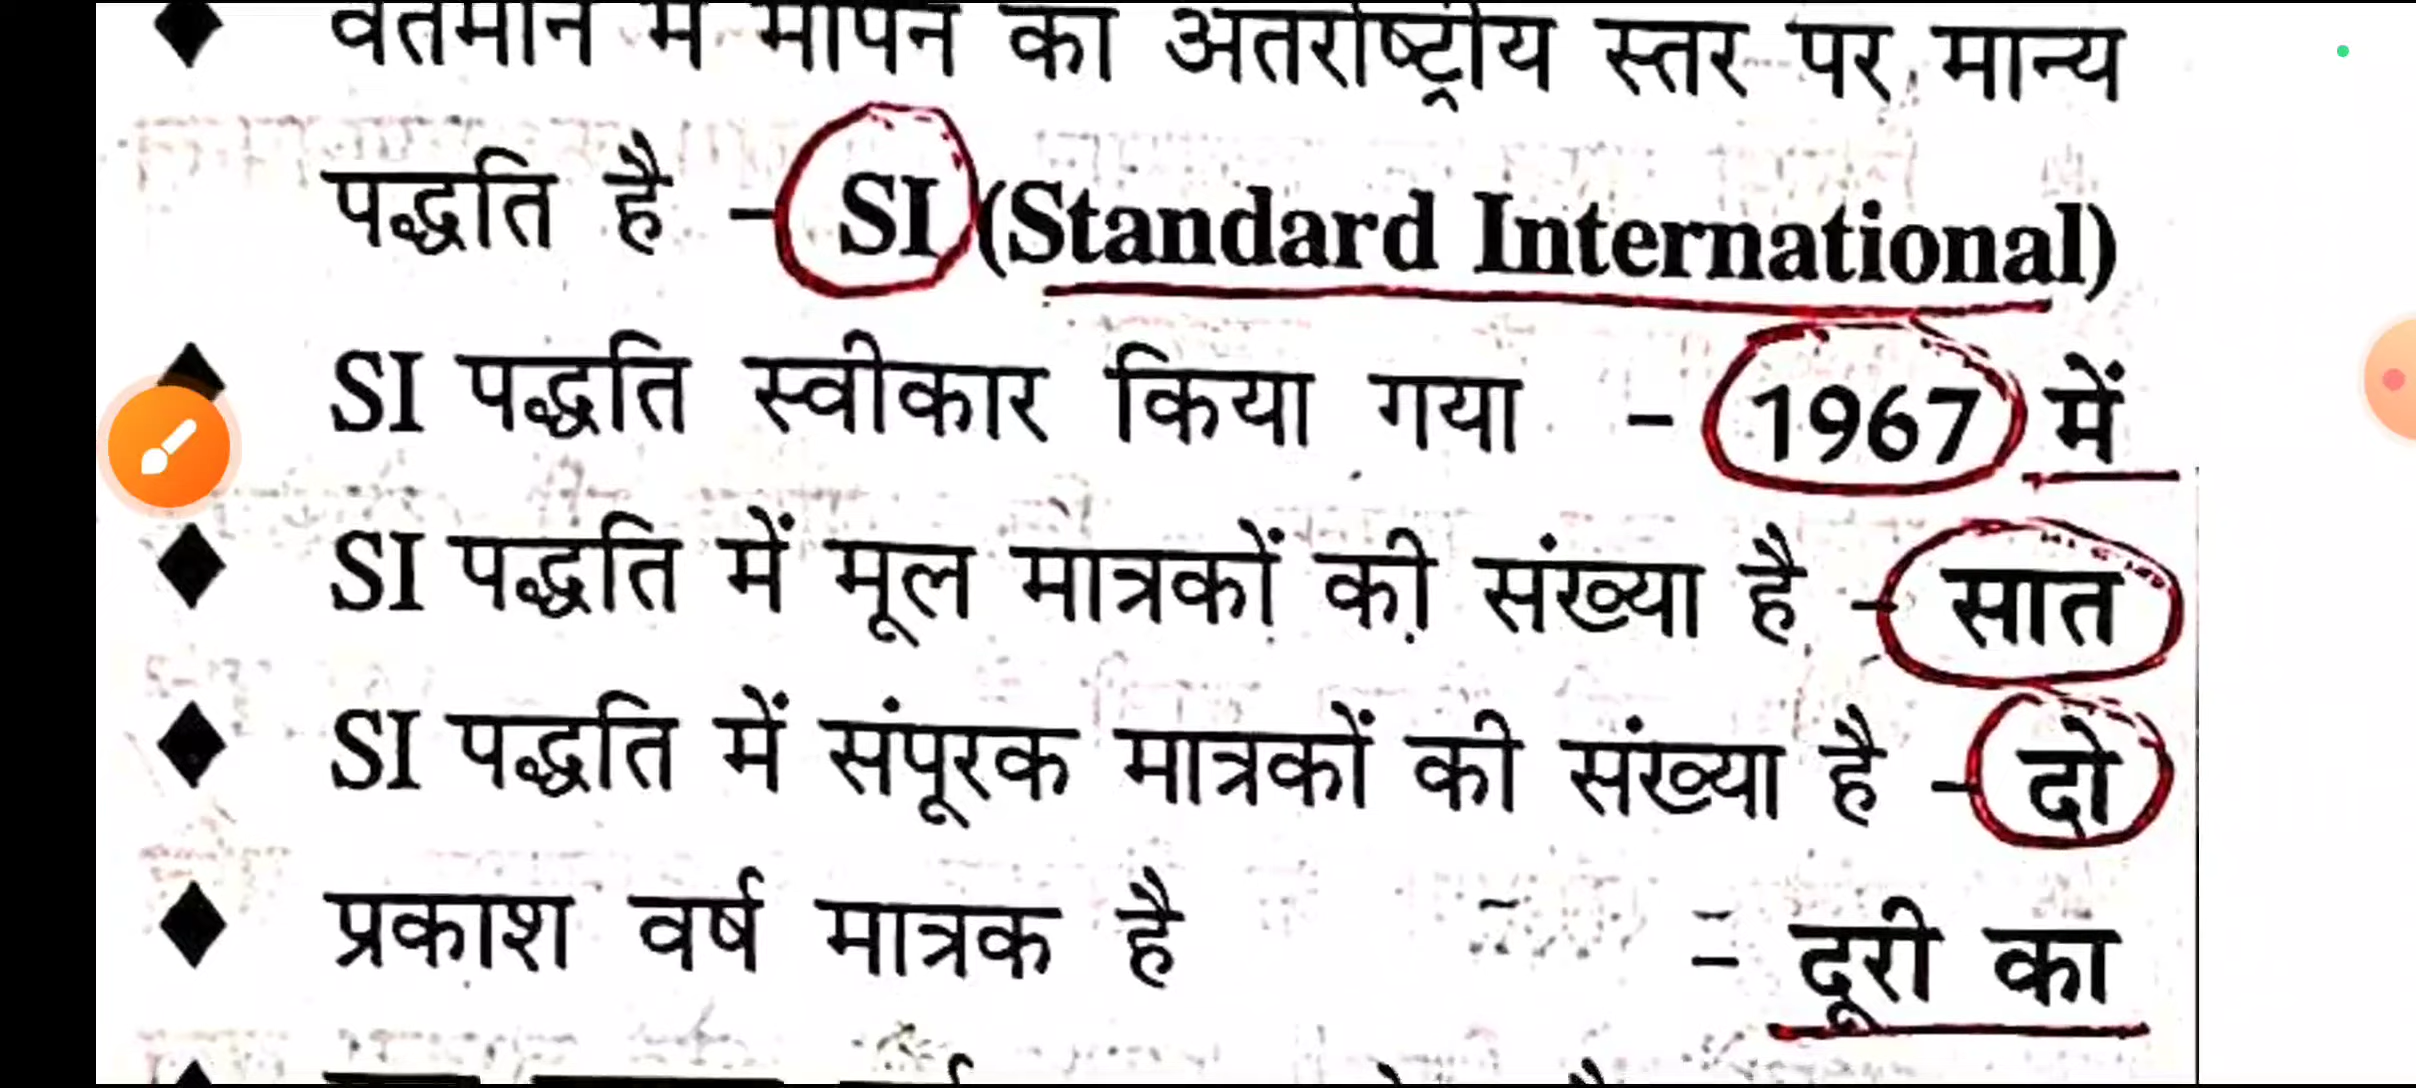 वर्तमान में मापन का अंतर्राष्ट्रीय स्तर पर मान्य
पद्धति है – SI (Standard International)
SI पद्धति स्वीकार किया गया – 1967 में
SI पद्धति में मूल मात्रकों की संख्या है – सात
SI पद्धति में संपूरक मात्रकों की संख्या है – दो
प्रकाश वर्ष मात्रक है – दूरी का